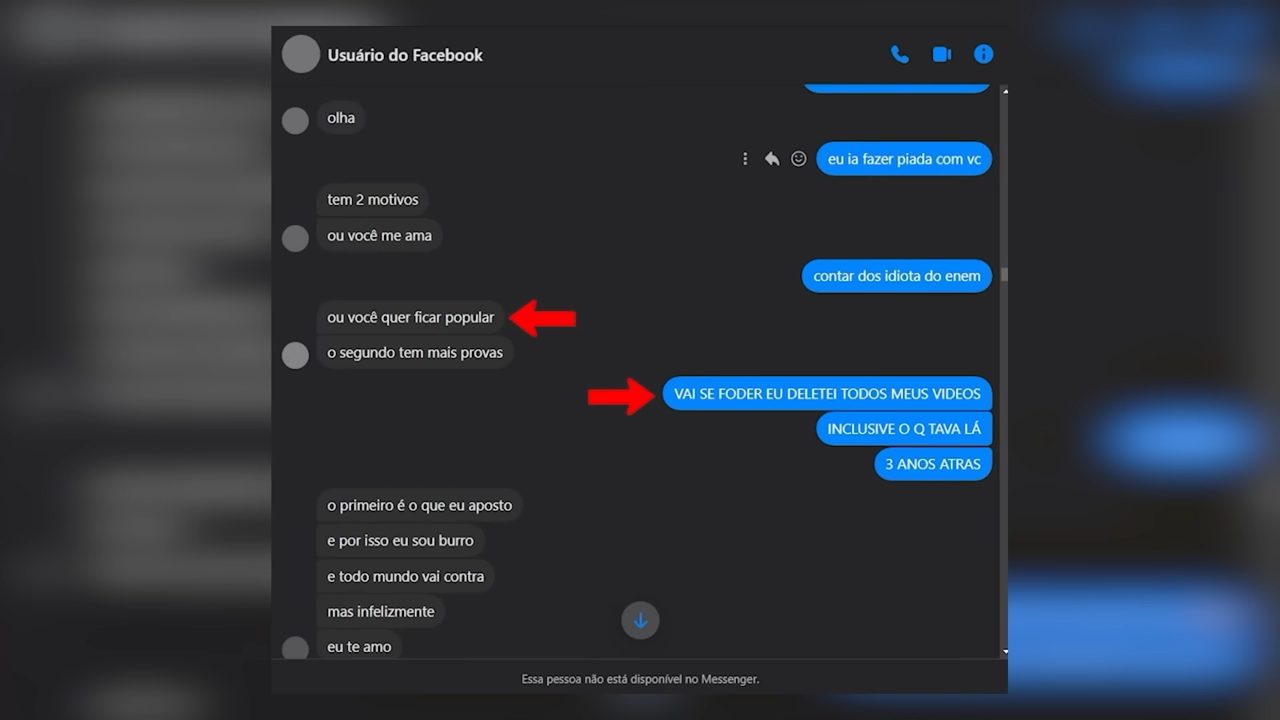 Usuário do Facebook
olha
eu ia fazer piada com vc
tem 2 motivos
ou você me ama
contar dos idiota do enem
ou você quer ficar popular
o segundo tem mais provas
VAI SE FODER EU DELETEI TODOS MEUS VIDEOS
INCLUSIVE O Q TAVA LÁ
3 ANOS ATRAS
o primeiro é o que eu aposto
e por isso eu sou burro
e todo mundo vai contra
mas infelizmente
eu te amo
Essa pessoa não está disponível no Messenger.